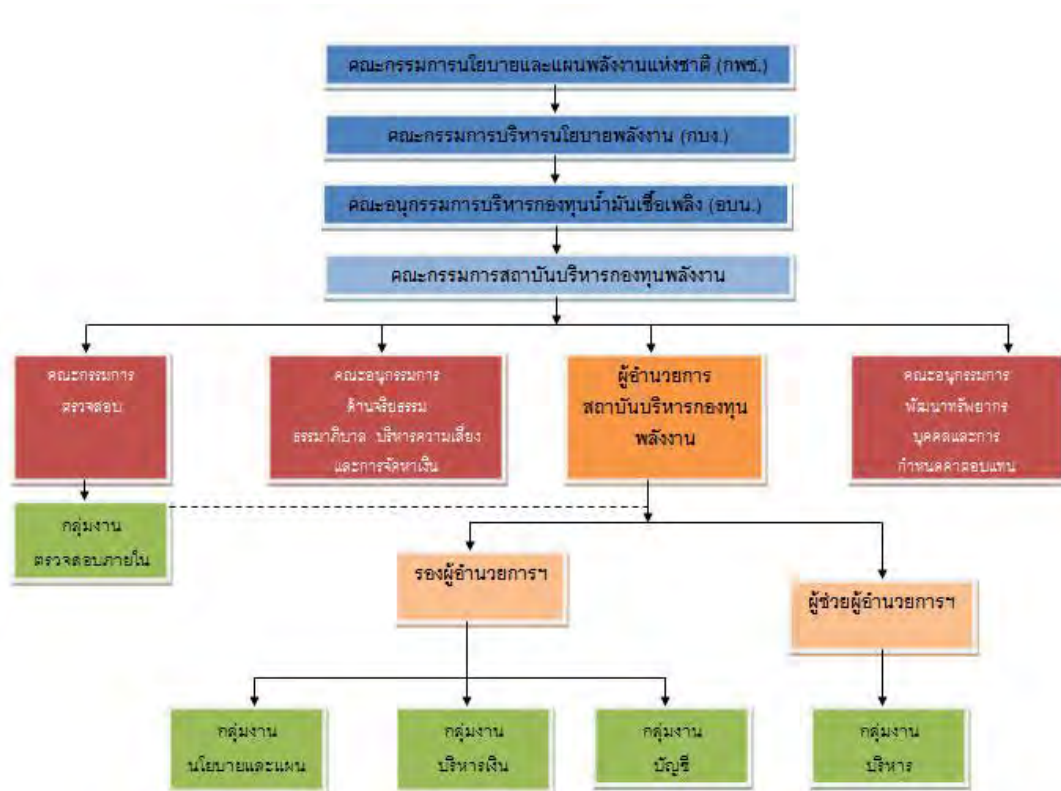 คณะกรรมการนโยบายและแผนพลังงานแห่งชาติ (กพช.)
คณะกรรมการบริหารนโยบายพลังงาน (กบง.)
คณะอนุกรรมการบริหารกองทุนน้ำมันเชื้อเพลิง (อบน.)
คณะกรรมการสถาบันบริหารกองทุนพลังงาน
คณะกรรมการ
ตรวจสอบ
คณะอนุกรรมการ
ด้านจริยธรรม
ธรรมาภิบาล บริหารความเสี่ยง
และการจัดหาเงิน
ผู้อำนวยการ
สถาบันบริหารกองทุน
พลังงาน
คณะอนุกรรมการ
พัฒนาทรัพยากร
บุคคลและการ
กำหนดค่าตอบแทน
กลุ่มงาน
ตรวจสอบภายใน
รองผู้อำนวยการฯ
ผู้ช่วยผู้อำนวยการฯ
กลุ่มงาน
นโยบายและแผน
กลุ่มงาน
บริหารเงิน
กลุ่มงาน
บัญชี
กลุ่มงาน
บริหาร